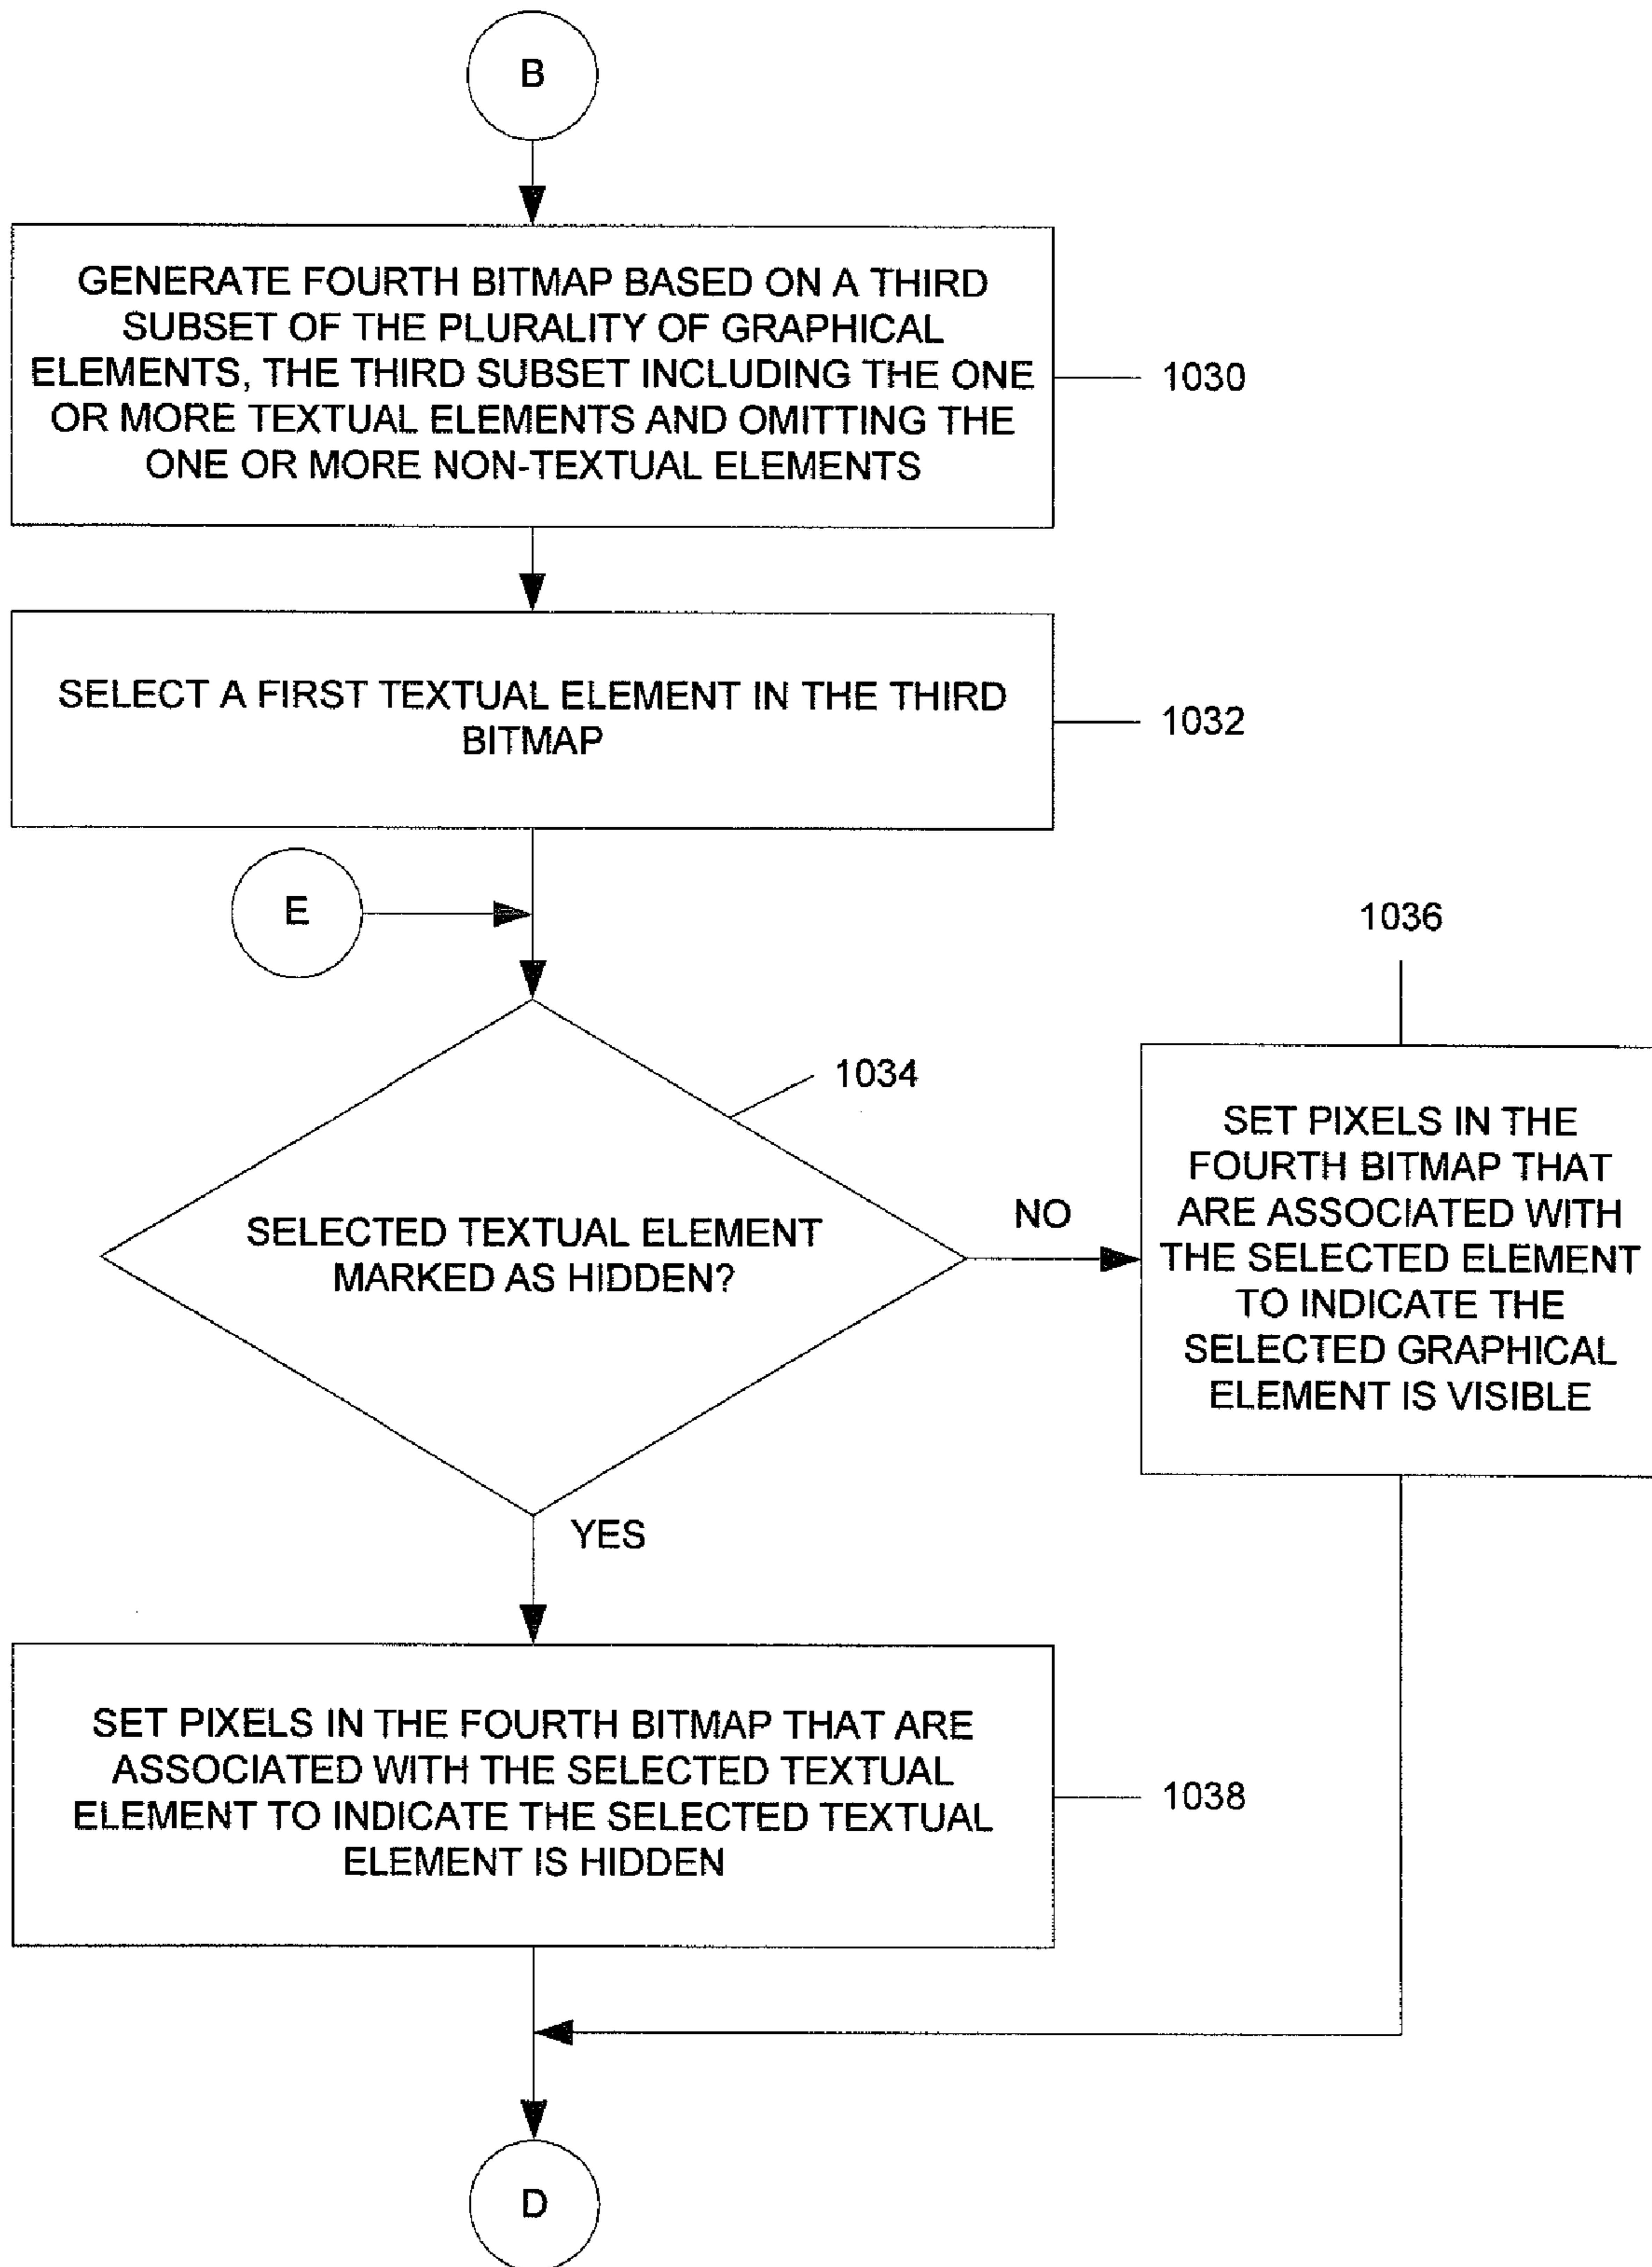 B
GENERATE FOURTH BITMAP BASED ON A THIRD
SUBSET OF THE PLURALITY OF GRAPHICAL
ELEMENTS, THE THIRD SUBSET INCLUDING THE ONE
OR MORE TEXTUAL ELEMENTS AND OMITTING THE
ONE OR MORE NON-TEXTUAL ELEMENTS
1030
SELECT A FIRST TEXTUAL ELEMENT IN THE THIRD
BITMAP
1032
E
1034
SELECTED TEXTUAL ELEMENT
MARKED AS HIDDEN?
NO
1036
SET PIXELS IN THE
FOURTH BITMAP THAT
ARE ASSOCIATED WITH
THE SELECTED ELEMENT
TO INDICATE THE
SELECTED GRAPHICAL
ELEMENT IS VISIBLE
YES
SET PIXELS IN THE FOURTH BITMAP THAT ARE
ASSOCIATED WITH THE SELECTED TEXTUAL
ELEMENT TO INDICATE THE SELECTED TEXTUAL
ELEMENT IS HIDDEN
1038
D